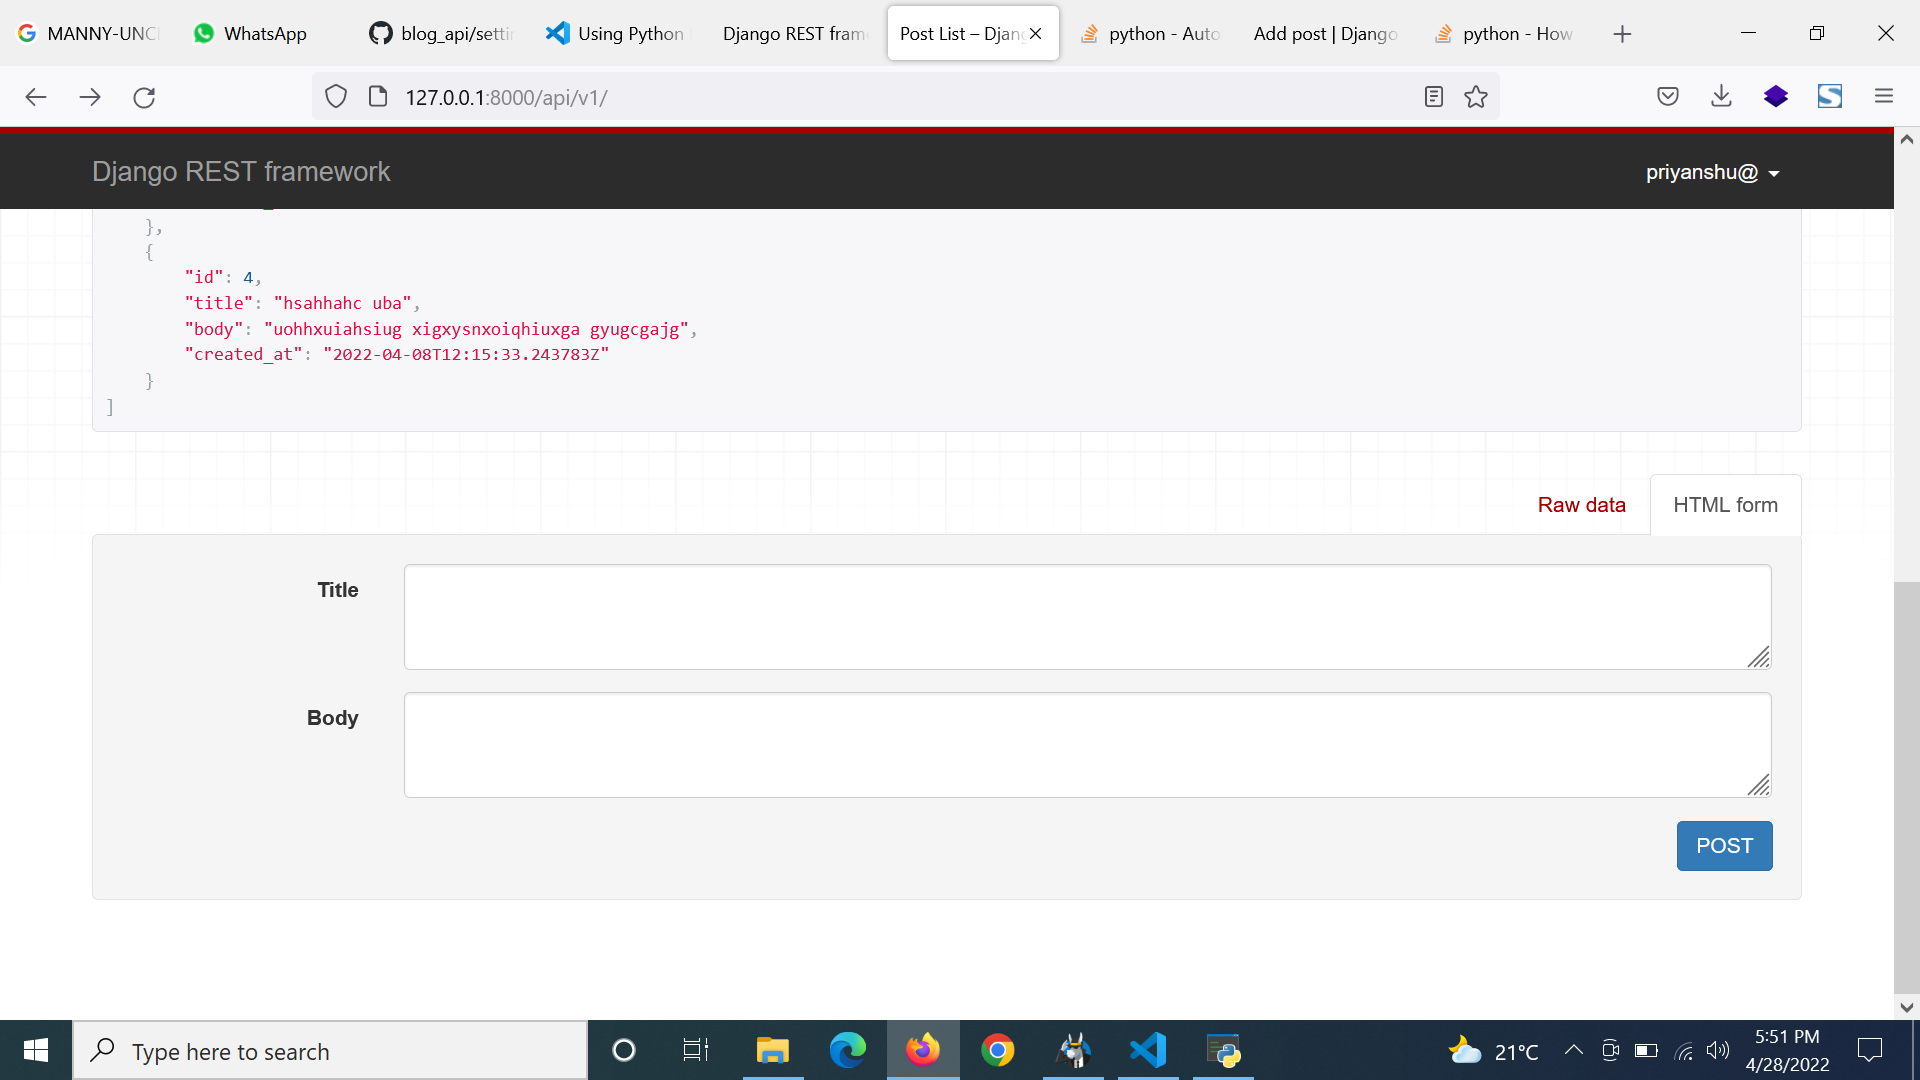 MANNY-UNC
WhatsApp
blog_api/setti
Using Python
Django REST fram
Post List – Djang
python - Auto
Add post | Django
python - How
127.0.0.1:8000/api/v1/
Django REST framework
priyanshu@
},
{
"id": 4,
"title": "hsahhahc uba",
"body": "uohhxuiahsiug xigxysnxoiqhiuxga gyugcgajg",
"created_at": "2022-04-08T12:15:33.243783Z"
}
]
Raw data
HTML form
Title
Body
POST
Type here to search
21°C
5:51 PM
4/28/2022